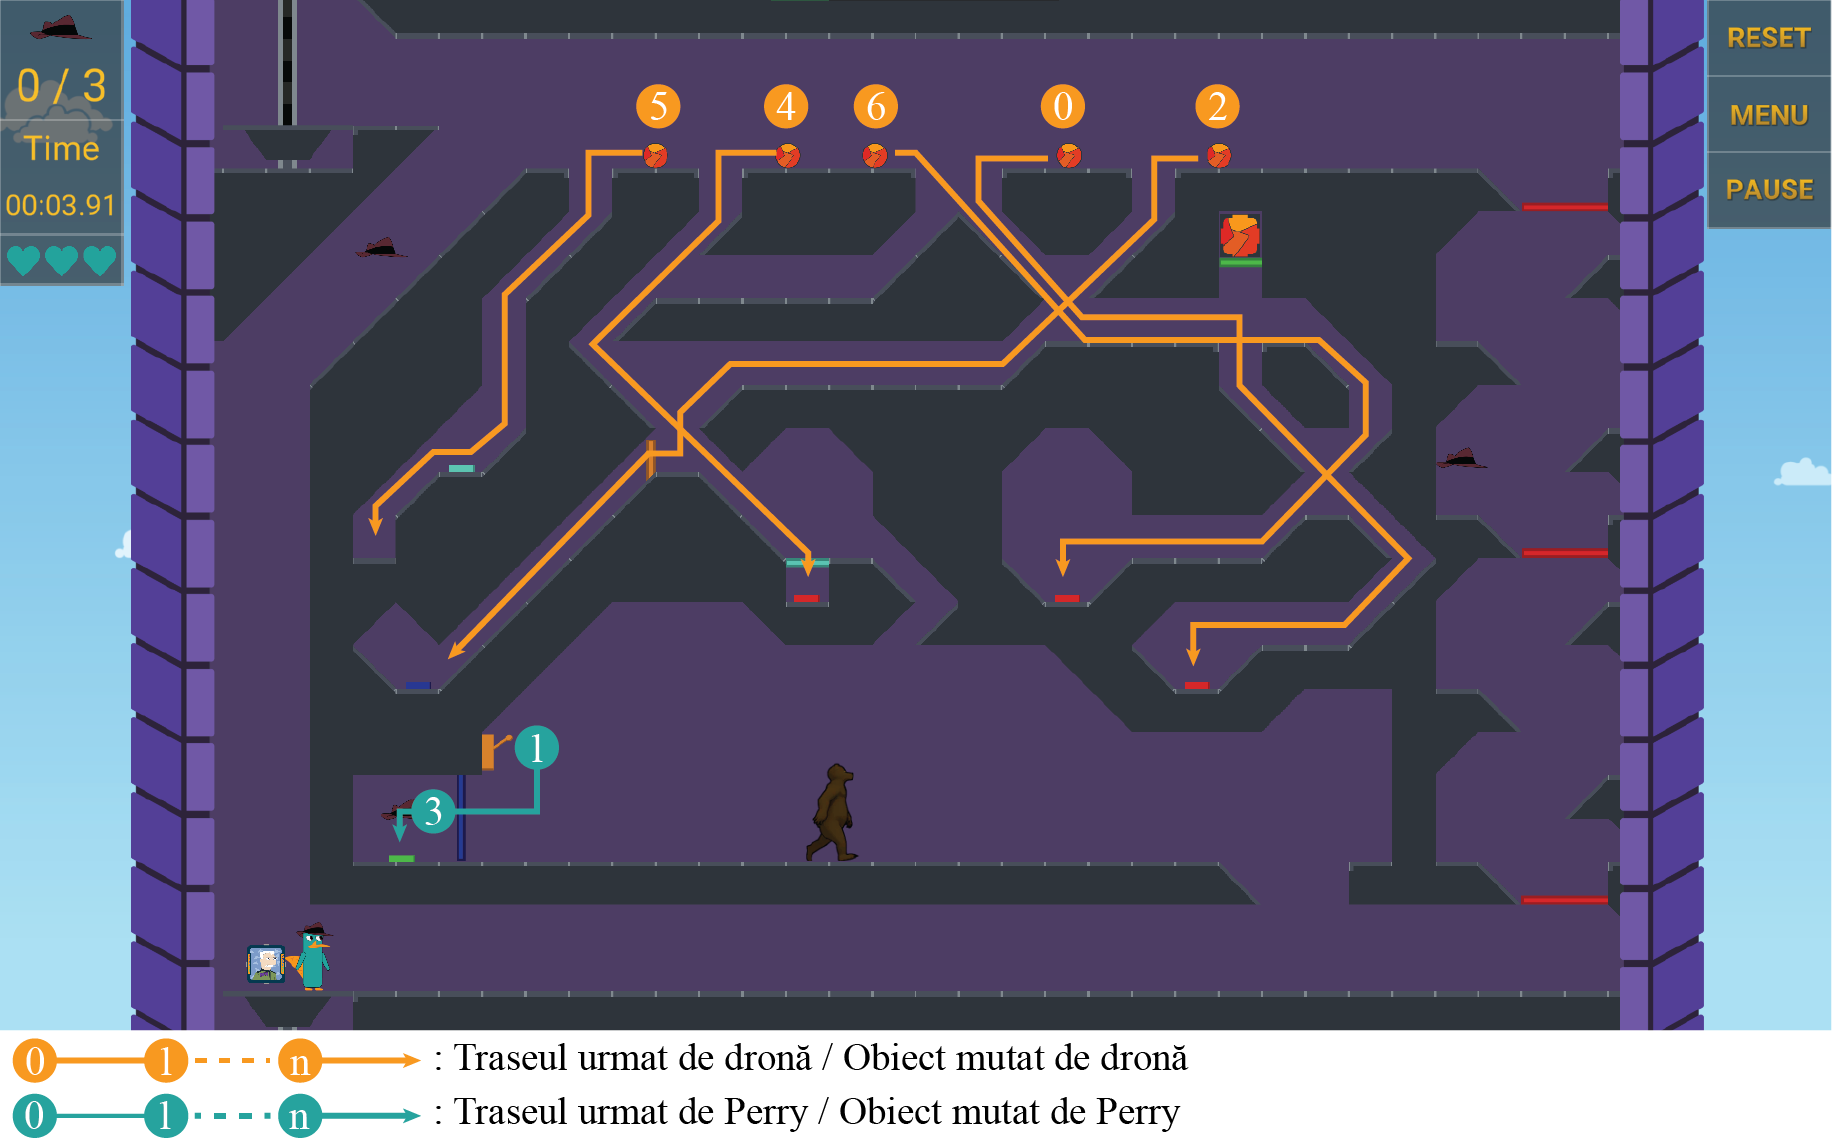 0 / 3
Time
00:03.91
RESET
MENU
PAUSE
5 4 6 0 2
1
3
0 1 n : Traseul urmat de dronă / Obiect mutat de dronă
0 1 n : Traseul urmat de Perry / Obiect mutat de Perry